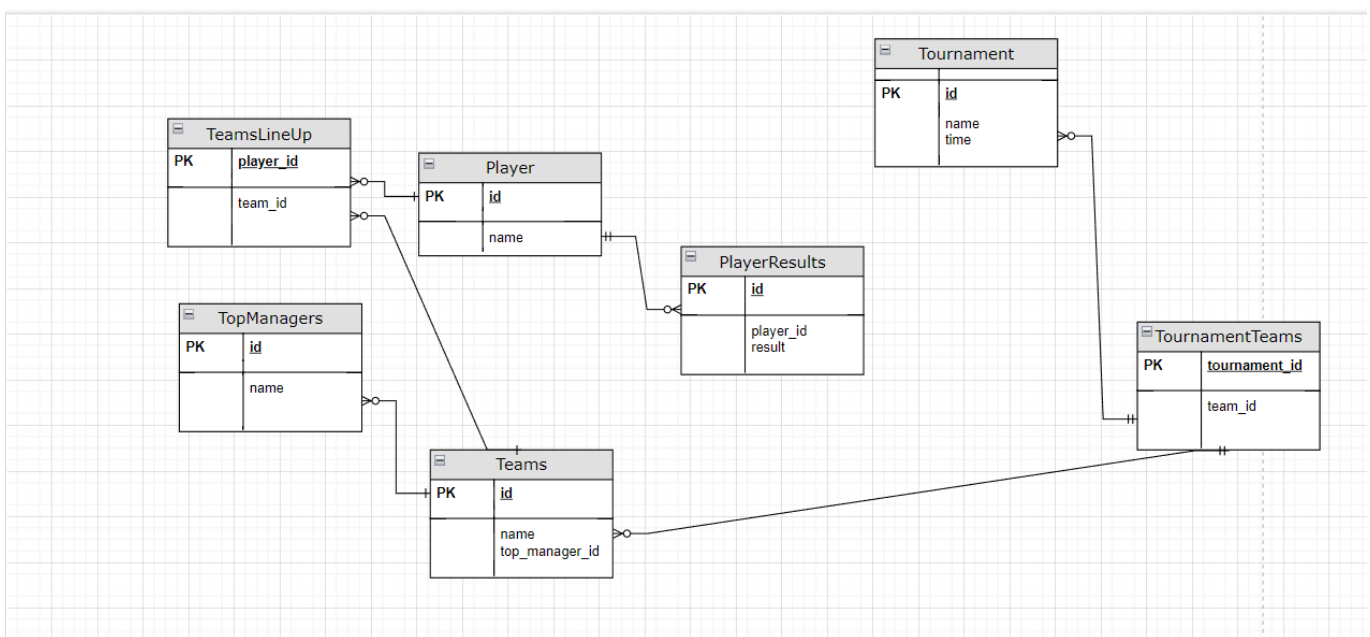 Tournament
PK id
name
time
TeamsLineUp
PK player_id
team_id
Player
PK id
name
PlayerResults
PK id
player_id
result
TopManagers
PK id
name
TournamentTeams
PK tournament_id
team_id
Teams
PK id
name
top_manager_id